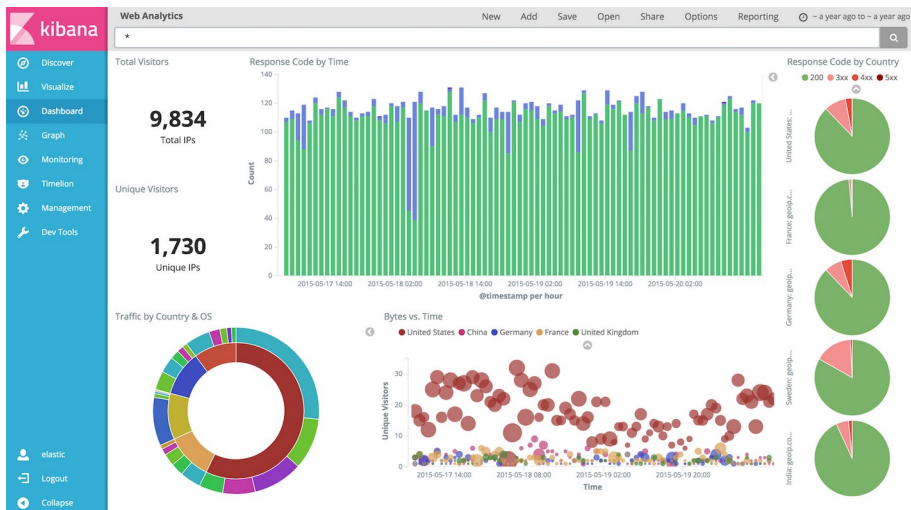 kibana
Discover
Visualize
Dashboard
Graph
Monitoring
Timelion
Management
Dev Tools
elastic
Logout
Collapse
Web Analytics
New Add Save Open Share Options Reporting ~ a year ago to ~ a year ago
*
Total Visitors
9,834
Total IPs
Unique Visitors
1,730
Unique IPs
Response Code by Time
140
120
100
80
60
40
20
0
Count
2015-05-17 14:00 2015-05-18 02:00 2015-05-18 14:00 2015-05-19 02:00 2015-05-19 14:00 2015-05-20 02:00
@timestamp per hour
Response Code by Country
200 3xx 4xx 5xx
United States: ...
France: geoip.c...
Germany: geoip...
Sweden: geoip....
India: geoip.co...
Traffic by Country & OS
Bytes vs. Time
United States China Germany France United Kingdom
30
20
10
0
Unique Visitors
2015-05-17 14:00 2015-05-18 08:00 2015-05-19 02:00 2015-05-19 20:00
Time